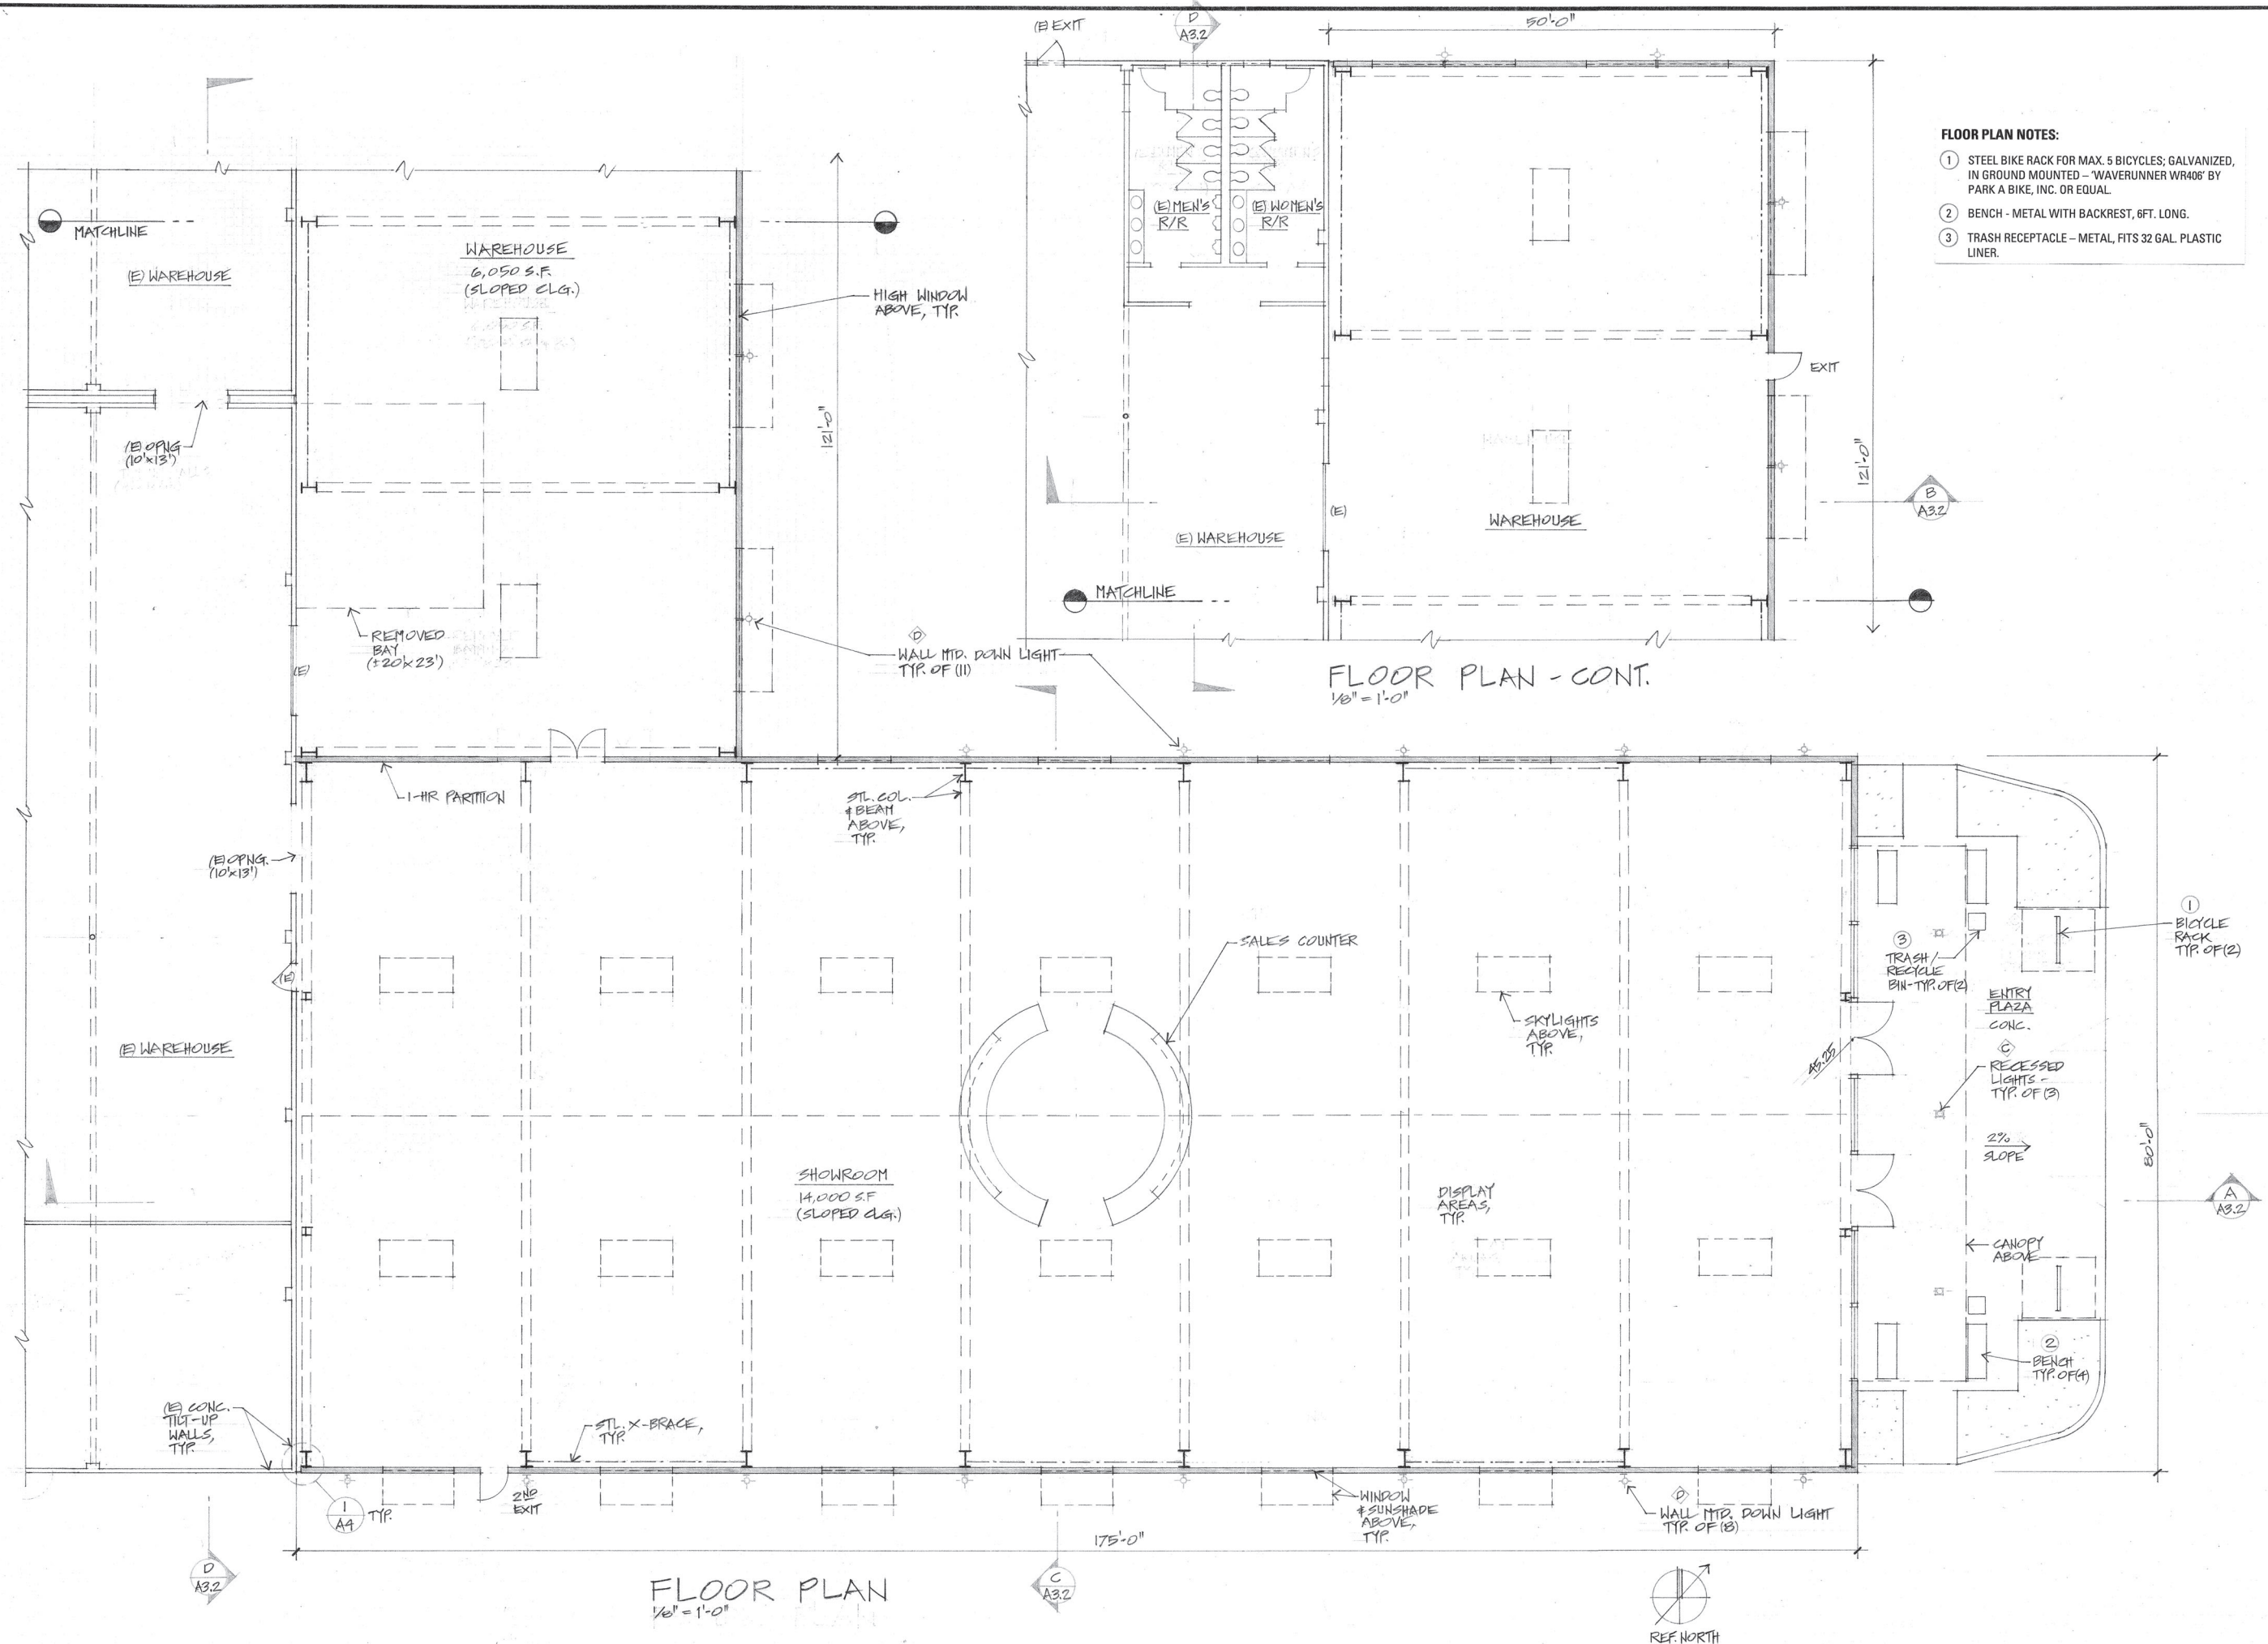 (E) EXIT
D
A3.2
50'-0"
FLOOR PLAN NOTES:
1 STEEL BIKE RACK FOR MAX. 5 BICYCLES; GALVANIZED,
IN GROUND MOUNTED – 'WAVERUNNER WR406' BY
PARK A BIKE, INC. OR EQUAL.
2 BENCH - METAL WITH BACKREST, 6FT. LONG.
3 TRASH RECEPTACLE – METAL, FITS 32 GAL. PLASTIC
LINER.
(E) MEN'S
R/R
(E) WOMEN'S
R/R
EXIT
121'-0"
B
A3.2
(E)
WAREHOUSE
(E) WAREHOUSE
MATCHLINE
FLOOR PLAN - CONT.
1/8" = 1'-0"
MATCHLINE
(E) WAREHOUSE
WAREHOUSE
6,050 S.F.
(SLOPED CLG.)
HIGH WINDOW
ABOVE, TYP.
(E) OPNG
(10'x13')
121'-0"
REMOVED
BAY
(±20'x23')
(E)
D
WALL MTD. DOWN LIGHT
TYP. OF (11)
1-HR PARTITION
STL. COL.
& BEAM
ABOVE,
TYP.
(E) OPNG.
(10'x13')
(E)
SALES COUNTER
SKYLIGHTS
ABOVE,
TYP.
3
TRASH/
RECYCLE
BIN-TYP. OF (2)
1
BICYCLE
RACK
TYP. OF (2)
ENTRY
PLAZA
CONC.
45.25
C
RECESSED
LIGHTS -
TYP. OF (3)
2%
SLOPE
80'-0"
(E) WAREHOUSE
SHOWROOM
14,000 S.F
(SLOPED CLG.)
DISPLAY
AREAS,
TYP.
A
A3.2
CANOPY
ABOVE
2
BENCH
TYP. OF (4)
(E) CONC.
TILT-UP
WALLS,
TYP.
STL. X-BRACE,
TYP.
1
A4
TYP.
2ND
EXIT
WINDOW
& SUNSHADE
ABOVE,
TYP.
D
WALL MTD. DOWN LIGHT
TYP. OF (8)
175'-0"
D
A3.2
C
A3.2
FLOOR PLAN
1/8" = 1'-0"
REF. NORTH